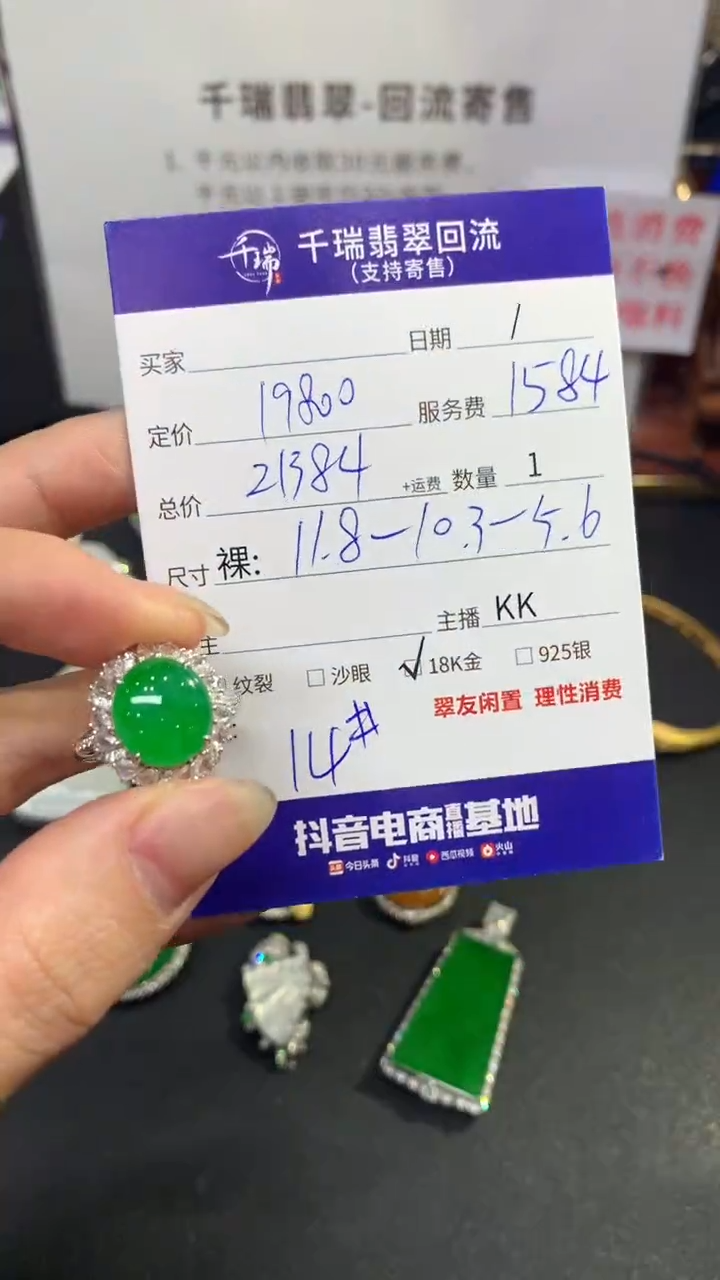 千瑞翡翠-回流寄售
千瑞
千瑞翡翠回流
(支持寄售)
买家 日期 /
定价 19800 服务费 1584
总价 21384 +运费 数量 1
尺寸 裸: 11.8-10.3-5.6
主 主播 KK
纹裂 沙眼 ✓ 18K金 925银
翠友闲置 理性消费
14#
抖音电商直播基地
今日头条 抖音 西瓜视频 火山